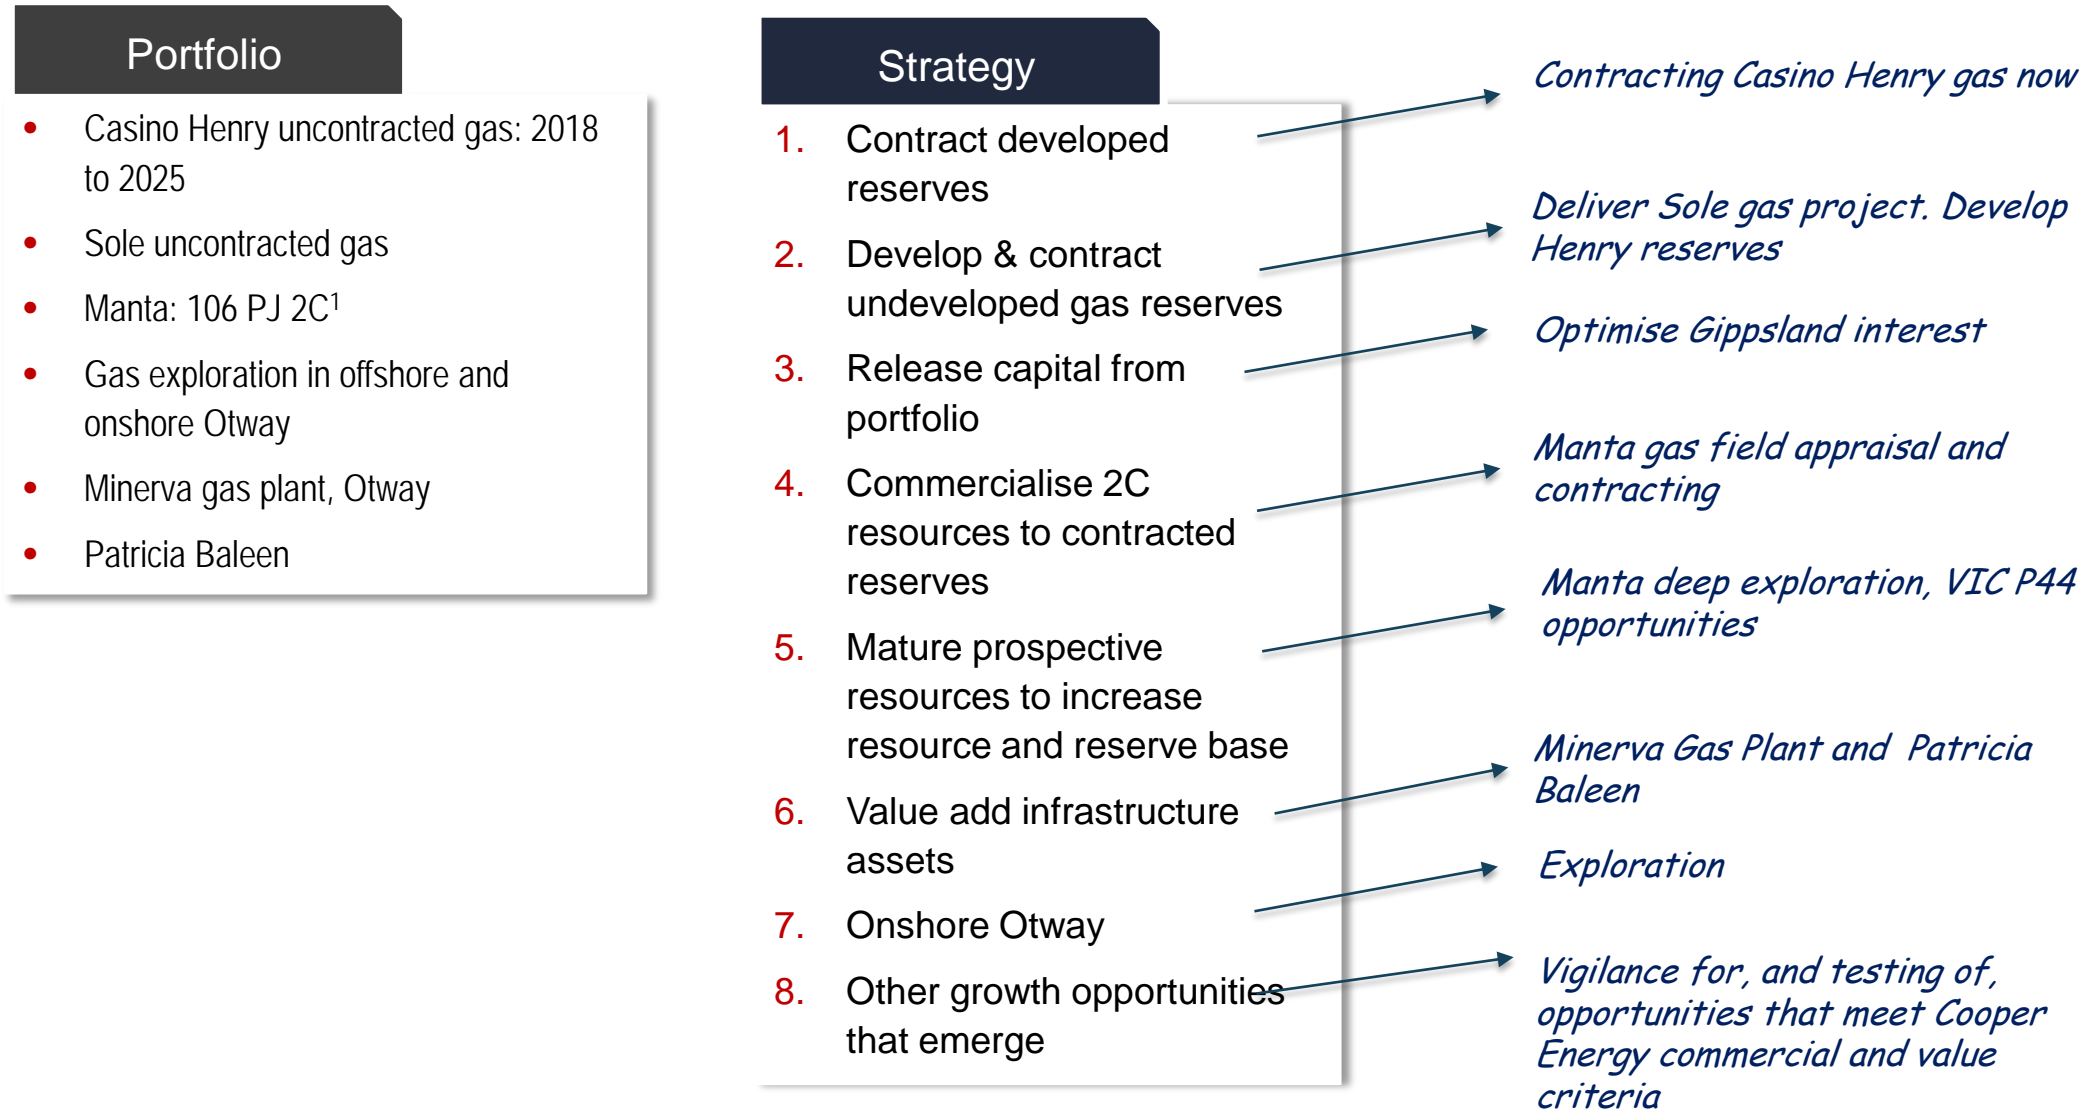 Portfolio
• Casino Henry uncontracted gas: 2018
to 2025
• Sole uncontracted gas
• Manta: 106 PJ 2C¹
• Gas exploration in offshore and
onshore Otway
• Minerva gas plant, Otway
• Patricia Baleen
Strategy
1. Contract developed
reserves
2. Develop & contract
undeveloped gas reserves
3. Release capital from
portfolio
4. Commercialise 2C
resources to contracted
reserves
5. Mature prospective
resources to increase
resource and reserve base
6. Value add infrastructure
assets
7. Onshore Otway
8. Other growth opportunities
that emerge
Contracting Casino Henry gas now
Deliver Sole gas project. Develop
Henry reserves
Optimise Gippsland interest
Manta gas field appraisal and
contracting
Manta deep exploration, VIC P44
opportunities
Minerva Gas Plant and Patricia
Baleen
Exploration
Vigilance for, and testing of,
opportunities that meet Cooper
Energy commercial and value
criteria